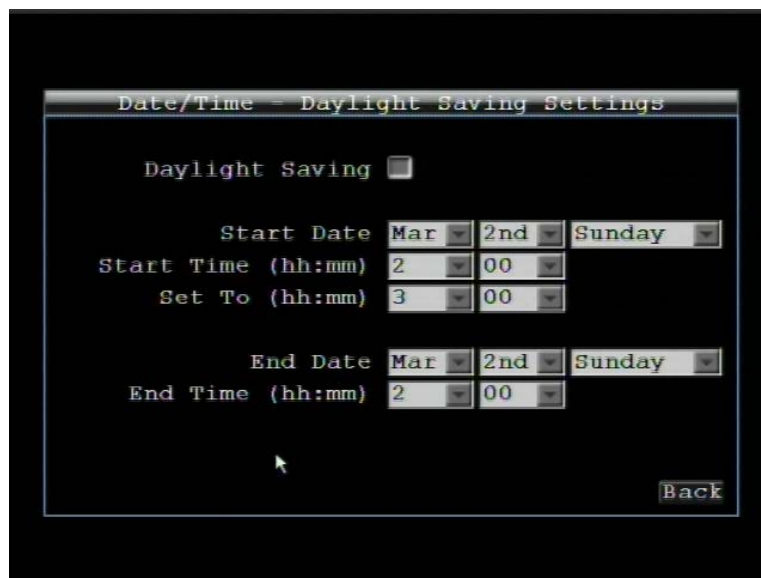 Date/Time - Daylight Saving Settings
Daylight Saving
Start Date Mar 2nd Sunday
Start Time (hh:mm) 2 00
Set To (hh:mm) 3 00
End Date Mar 2nd Sunday
End Time (hh:mm) 2 00
Back